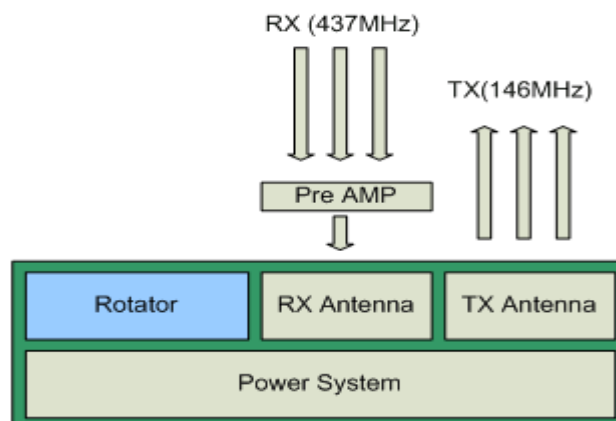 RX (437MHz)
TX(146MHz)
Pre AMP
Rotator
RX Antenna
TX Antenna
Power System